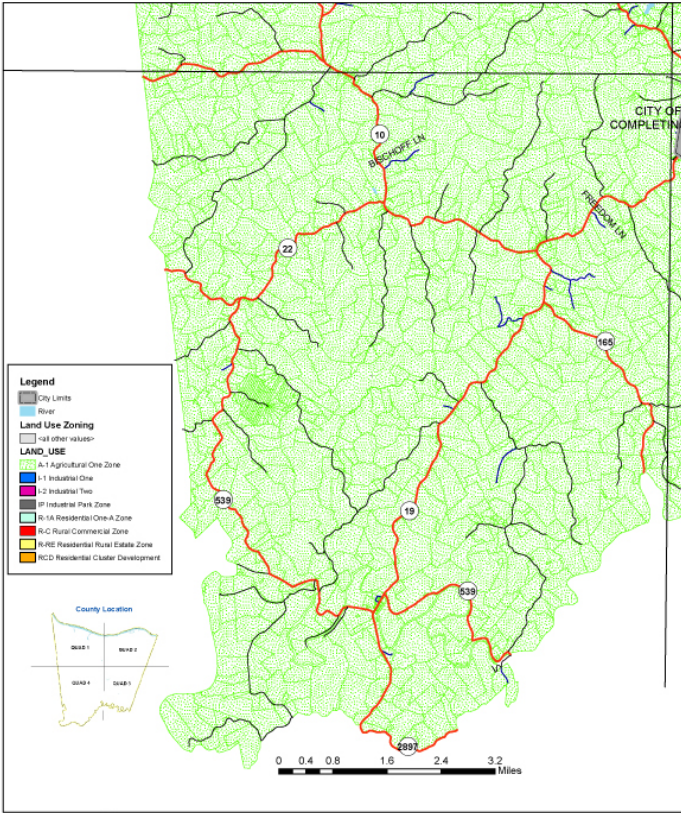 CITY OF
COMPLETIN
10
BISCHOFF LN
FREEDOM LN
22
165
Legend
City Limits
River
Land Use Zoning
<all other values>
LAND_USE
A-1 Agricultural One Zone
I-1 Industrial One
I-2 Industrial Two
IP Industrial Park Zone
R-1A Residential One-A Zone
R-C Rural Commercial Zone
R-RE Residential Rural Estate Zone
RCD Residential Cluster Development
539
19
539
County Location
QUAD 1
QUAD 2
QUAD 4
QUAD 3
2897
0 0.4 0.8 1.6 2.4 3.2
Miles